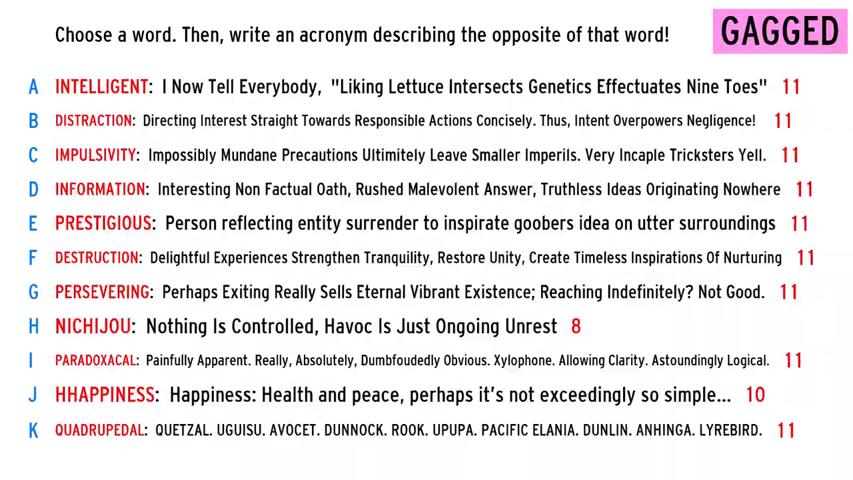 Choose a word. Then, write an acronym describing the opposite of that word! GAGGED
A INTELLIGENT: I Now Tell Everybody, "Liking Lettuce Intersects Genetics Effectuates Nine Toes" 11
B DISTRACTION: Directing Interest Straight Towards Responsible Actions Concisely. Thus, Intent Overpowers Negligence! 11
C IMPULSIVITY: Impossibly Mundane Precautions Ultimitely Leave Smaller Imperils. Very Incaple Tricksters Yell. 11
D INFORMATION: Interesting Non Factual Oath, Rushed Malevolent Answer, Truthless Ideas Originating Nowhere 11
E PRESTIGIOUS: Person reflecting entity surrender to inspirate goobers idea on utter surroundings 11
F DESTRUCTION: Delightful Experiences Strengthen Tranquility, Restore Unity, Create Timeless Inspirations Of Nurturing 11
G PERSEVERING: Perhaps Exiting Really Sells Eternal Vibrant Existence; Reaching Indefinitely? Not Good. 11
H NICHIJOU: Nothing Is Controlled, Havoc Is Just Ongoing Unrest 8
I PARADOXACAL: Painfully Apparent. Really, Absolutely, Dumbfoudedly Obvious. Xylophone. Allowing Clarity. Astoundingly Logical. 11
J HHAPPINESS: Happiness: Health and peace, perhaps it's not exceedingly so simple... 10
K QUADRUPEDAL: QUETZAL. UGUISU. AVOCET. DUNNOCK. ROOK. UPUPA. PACIFIC ELANIA. DUNLIN. ANHINGA. LYREBIRD. 11